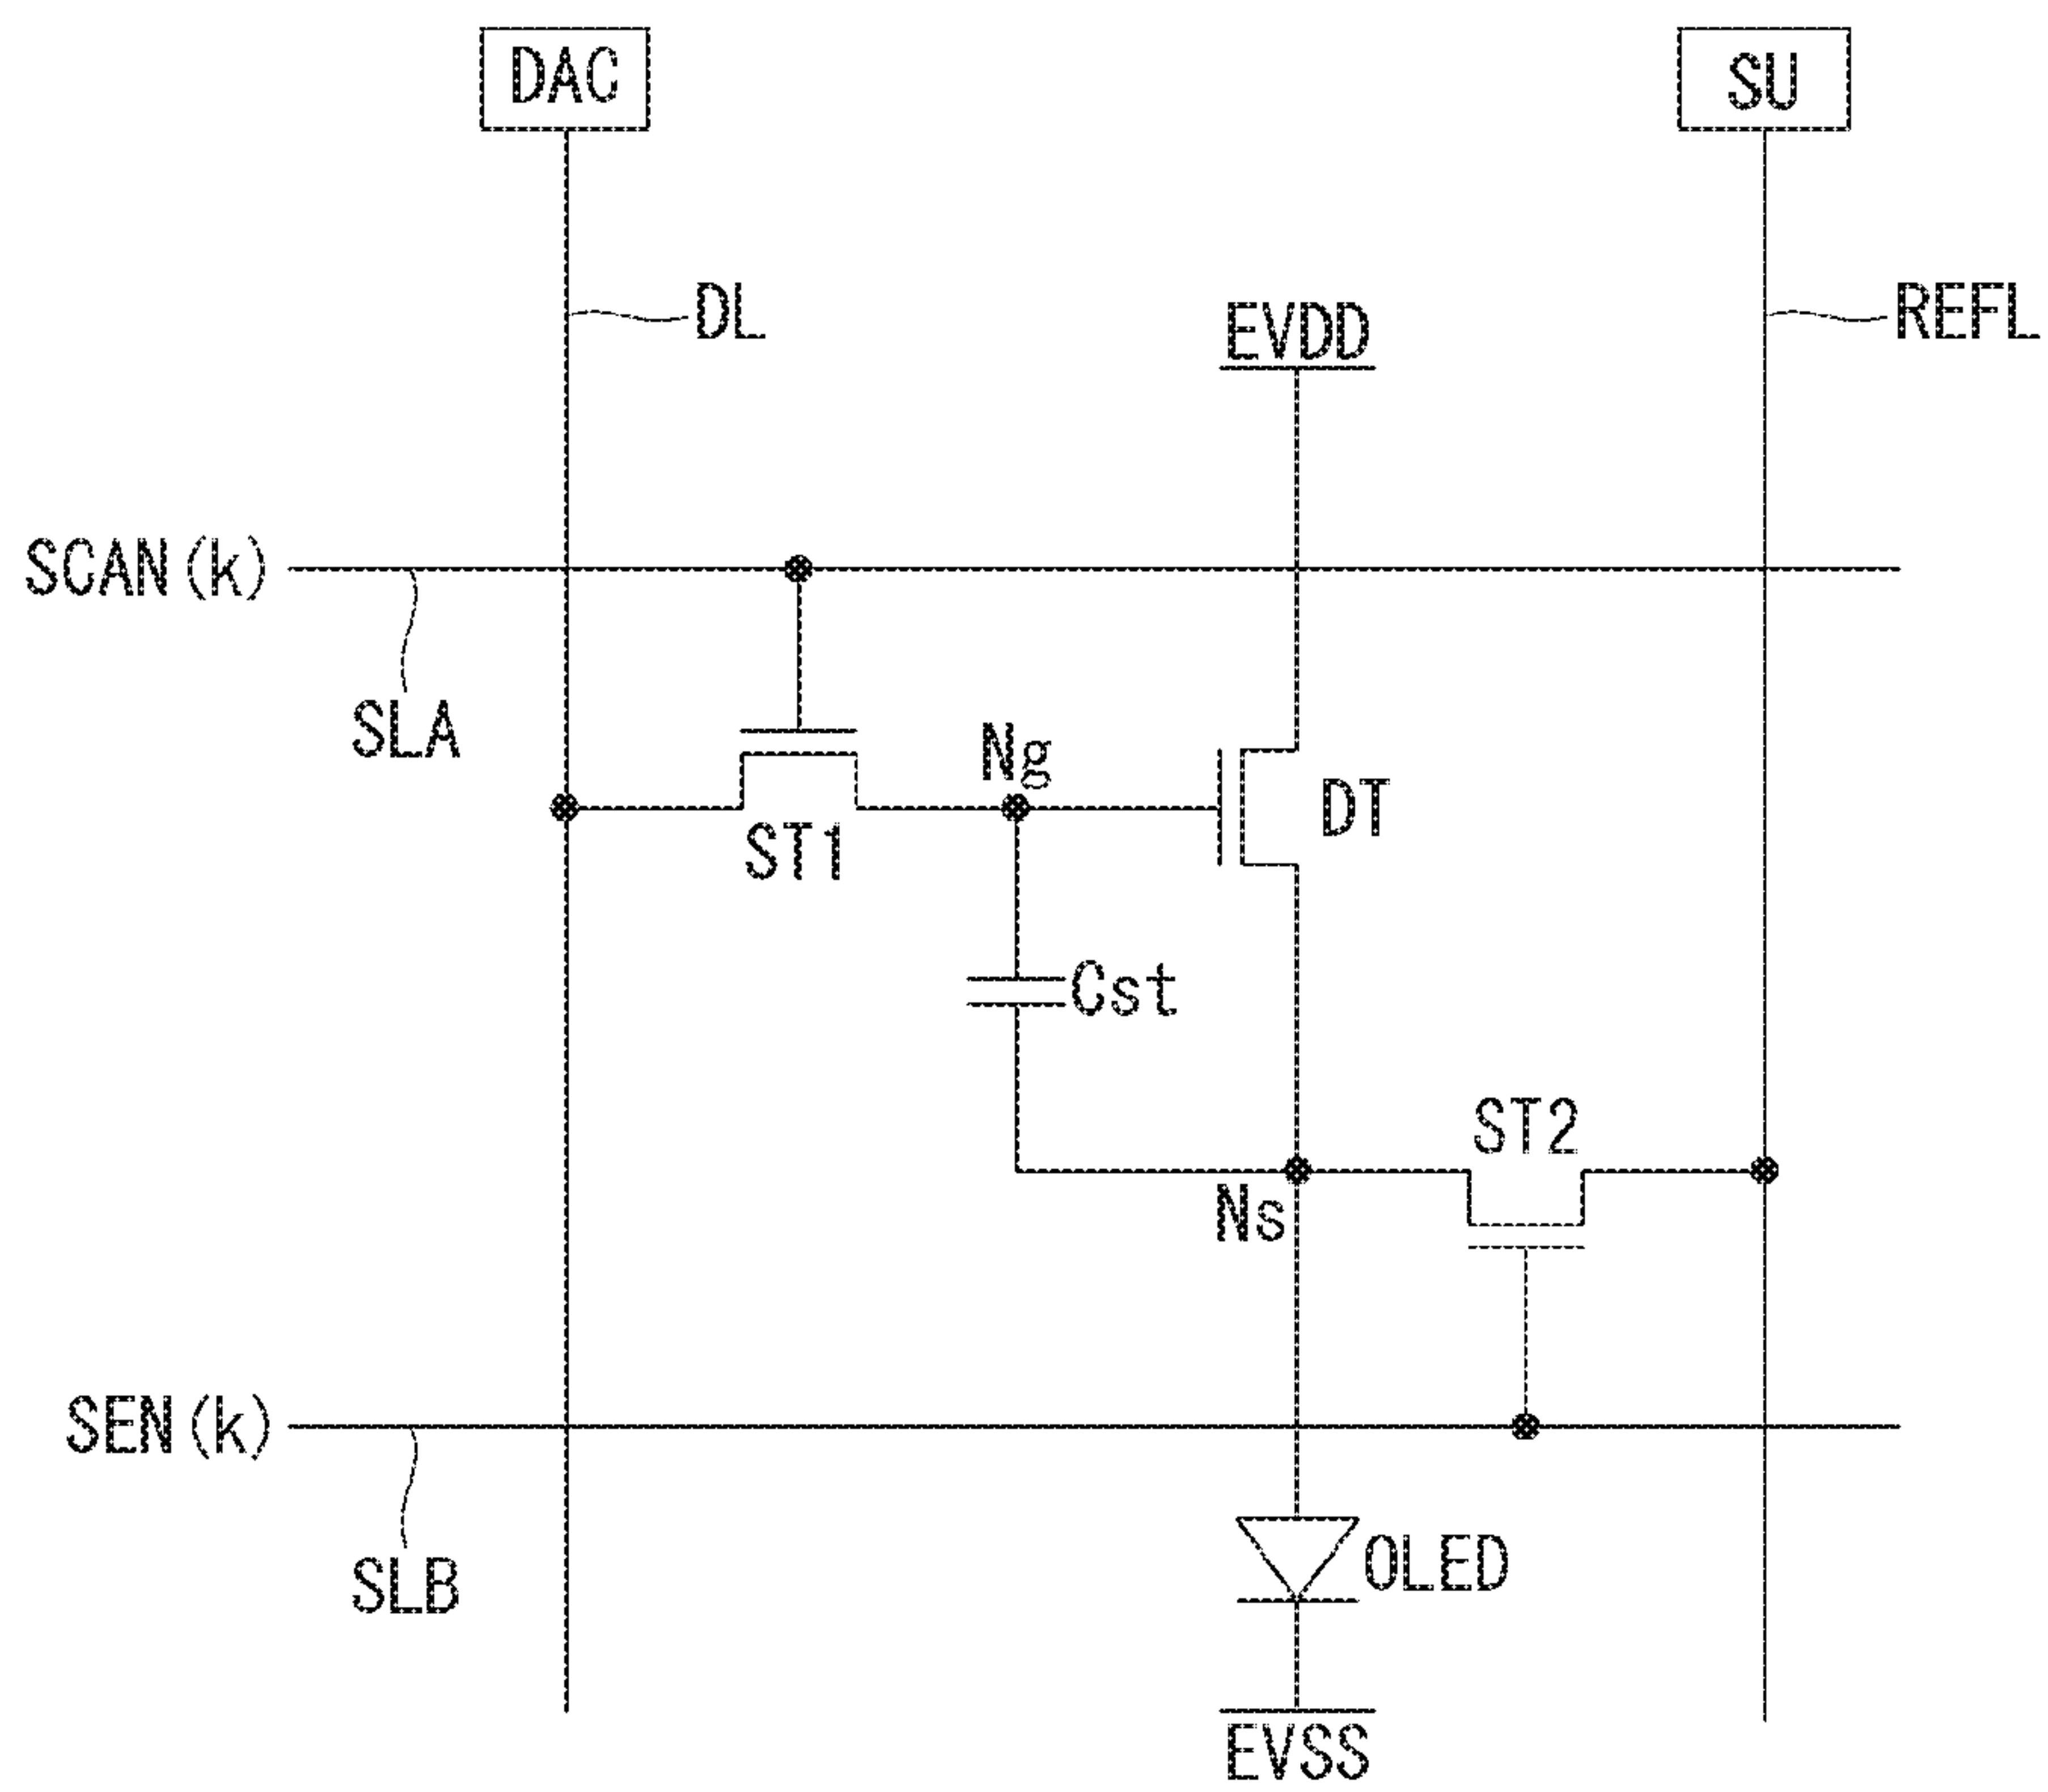 DAC
SU
DL
EVDD
REFL
SCAN(k)
SLA
Ng
DT
ST1
Cst
ST2
Ns
SEN(k)
SLB
OLED
EVSS